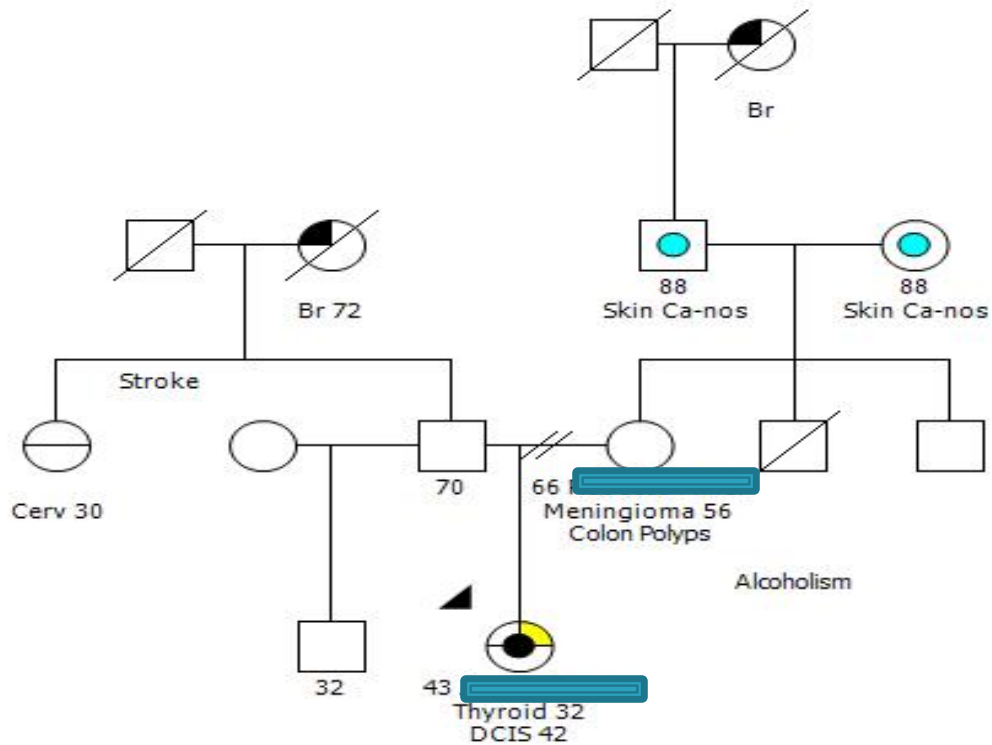 Br
Br 72
88
Skin Ca-nos
88
Skin Ca-nos
Stroke
Cerv 30
70
66
Meningioma 56
Colon Polyps
Alcoholism
32
43
Thyroid 32
DCIS 42